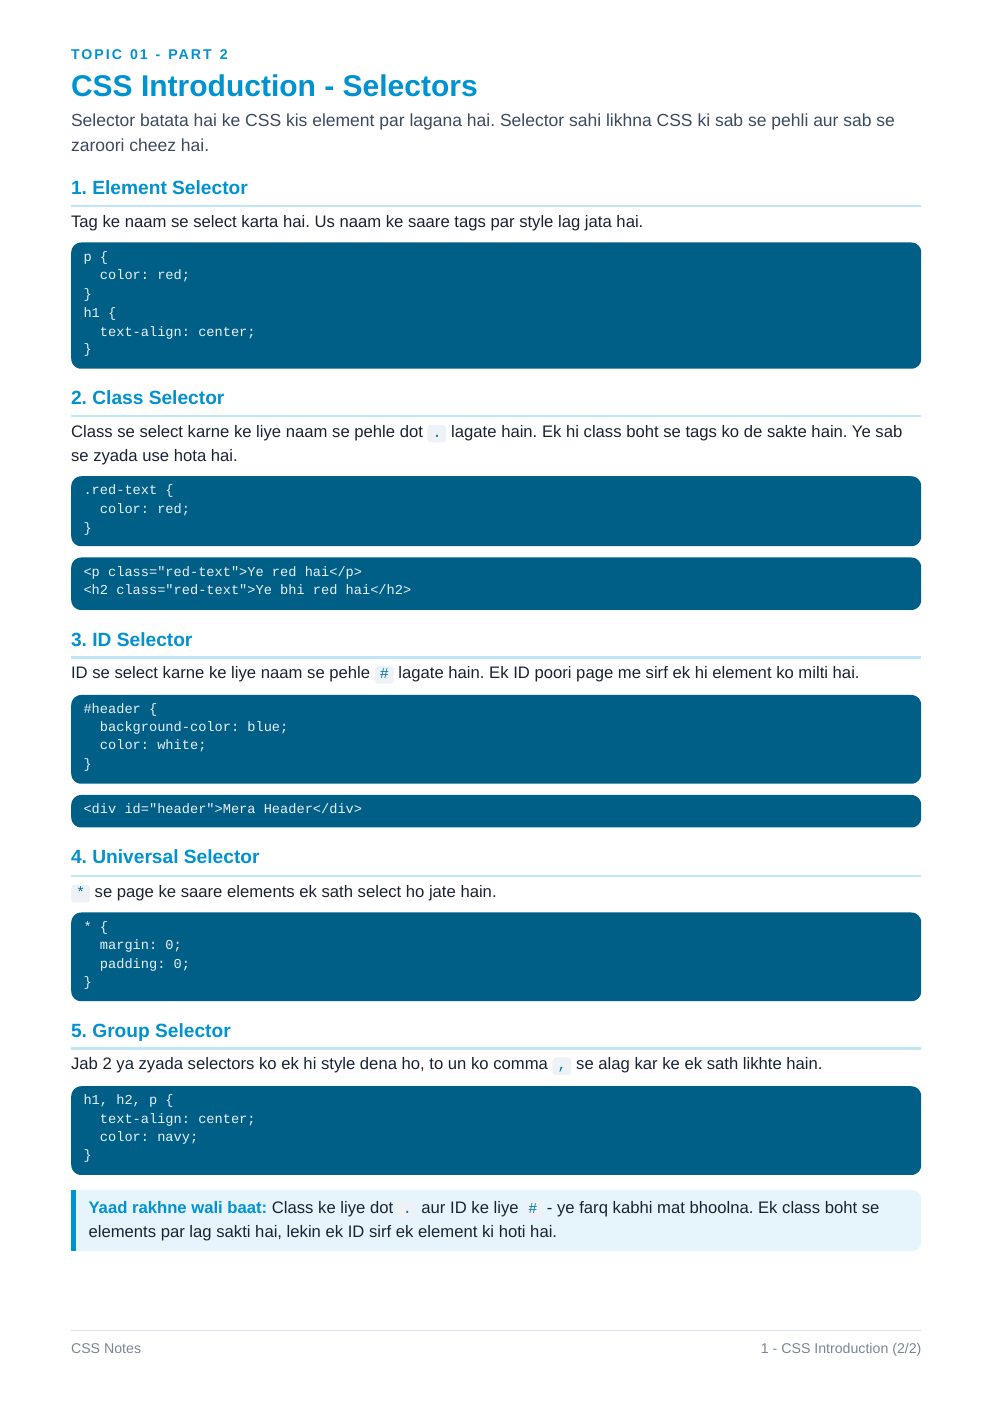 TOPIC 01 - PART 2
CSS Introduction - Selectors
Selector batata hai ke CSS kis element par lagana hai. Selector sahi likhna CSS ki sab se pehli aur sab se
zaroori cheez hai.
1. Element Selector
Tag ke naam se select karta hai. Us naam ke saare tags par style lag jata hai.
p {
  color: red;
}
h1 {
  text-align: center;
}
2. Class Selector
Class se select karne ke liye naam se pehle dot . lagate hain. Ek hi class boht se tags ko de sakte hain. Ye sab
se zyada use hota hai.
.red-text {
  color: red;
}
<p class="red-text">Ye red hai</p>
<h2 class="red-text">Ye bhi red hai</h2>
3. ID Selector
ID se select karne ke liye naam se pehle # lagate hain. Ek ID poori page me sirf ek hi element ko milti hai.
#header {
  background-color: blue;
  color: white;
}
<div id="header">Mera Header</div>
4. Universal Selector
* se page ke saare elements ek sath select ho jate hain.
* {
  margin: 0;
  padding: 0;
}
5. Group Selector
Jab 2 ya zyada selectors ko ek hi style dena ho, to un ko comma , se alag kar ke ek sath likhte hain.
h1, h2, p {
  text-align: center;
  color: navy;
}
Yaad rakhne wali baat: Class ke liye dot . aur ID ke liye # - ye farq kabhi mat bhoolna. Ek class boht se
elements par lag sakti hai, lekin ek ID sirf ek element ki hoti hai.
CSS Notes
1 - CSS Introduction (2/2)